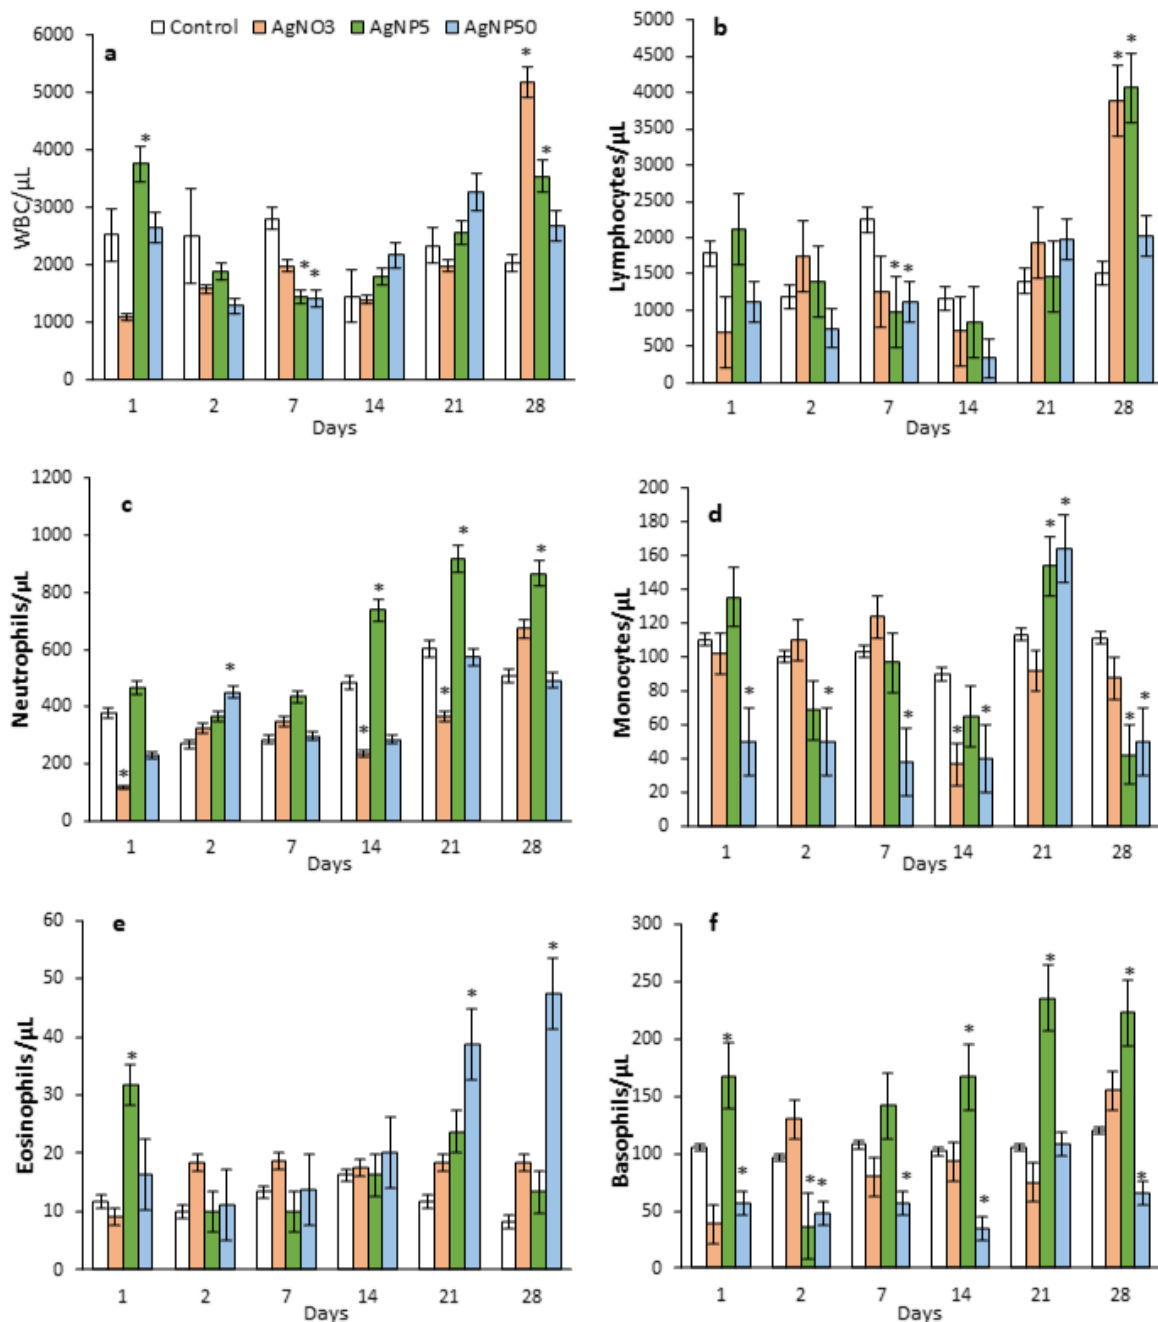 Control AgNO3 AgNP5 AgNP50
a
WBC/µL
6000
5000
4000
3000
2000
1000
0
* * * * *
1 2 7 14 21 28
Days
b
Lymphocytes/µL
5000
4500
4000
3500
3000
2500
2000
1500
1000
500
0
* * * *
1 2 7 14 21 28
Days
c
Neutrophils/µL
1200
1000
800
600
400
200
0
* * * * * * *
1 2 7 14 21 28
Days
d
Monocytes/µL
200
180
160
140
120
100
80
60
40
20
0
* * * * * * * * *
1 2 7 14 21 28
Days
e
Eosinophils/µL
60
50
40
30
20
10
0
* * *
1 2 7 14 21 28
Days
f
Basophils/µL
300
250
200
150
100
50
0
* * * * * * * * * *
1 2 7 14 21 28
Days